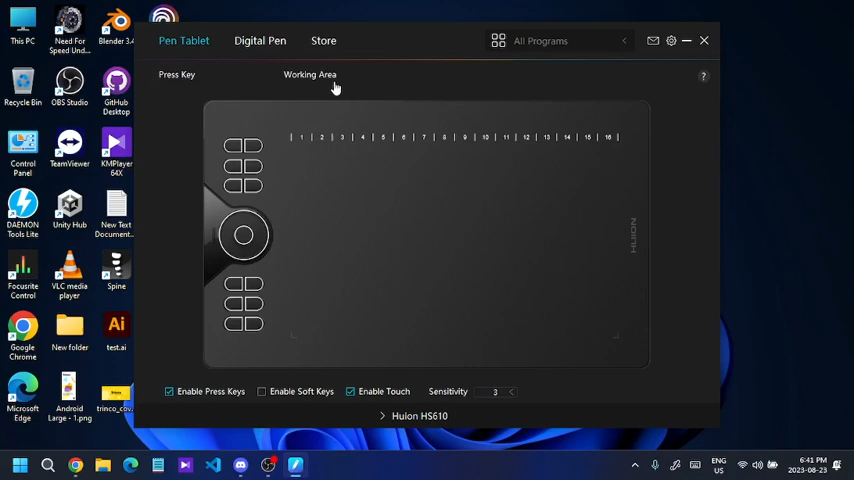 Pen Tablet
Digital Pen
Store
All Programs
Press Key
Working Area
?
1 2 3 4 5 6 7 8 9 10 11 12 13 14 15 16
HUION
Enable Press Keys
Enable Soft Keys
Enable Touch
Sensitivity
3
Huion HS610
This PC
Need For Speed Und...
Blender 3.4
Recycle Bin
OBS Studio
GitHub Desktop
Control Panel
TeamViewer
KMPlayer 64X
DAEMON Tools Lite
Unity Hub
New Text Document...
Focusrite Control
VLC media player
Spine
Google Chrome
New folder
Ai
test.ai
Microsoft Edge
Android Large - 1.png
trinco_cov...
ENG US
6:41 PM
2023-08-23